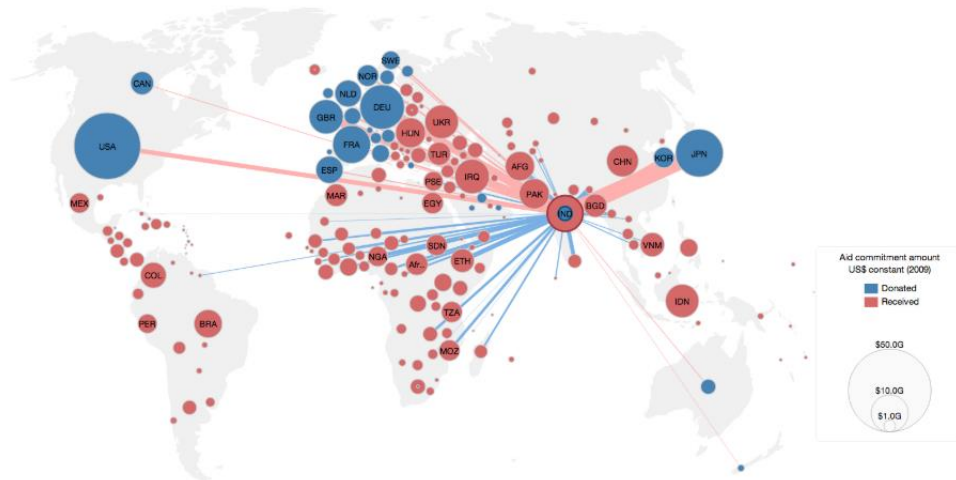 SWE
CAN
NOR
NLD
DEU
GBR
UKR
HUN
USA
FRA
TUR
CHN
KOR
JPN
AFG
ESP
IRQ
PSE
PAK
MAR
MEX
EGY
BGD
IND
SDN
VNM
NGA
Afr..
ETH
COL
IDN
TZA
PER
BRA
MOZ
Aid commitment amount
US$ constant (2009)
Donated
Received
$50.0G
$10.0G
$1.0G